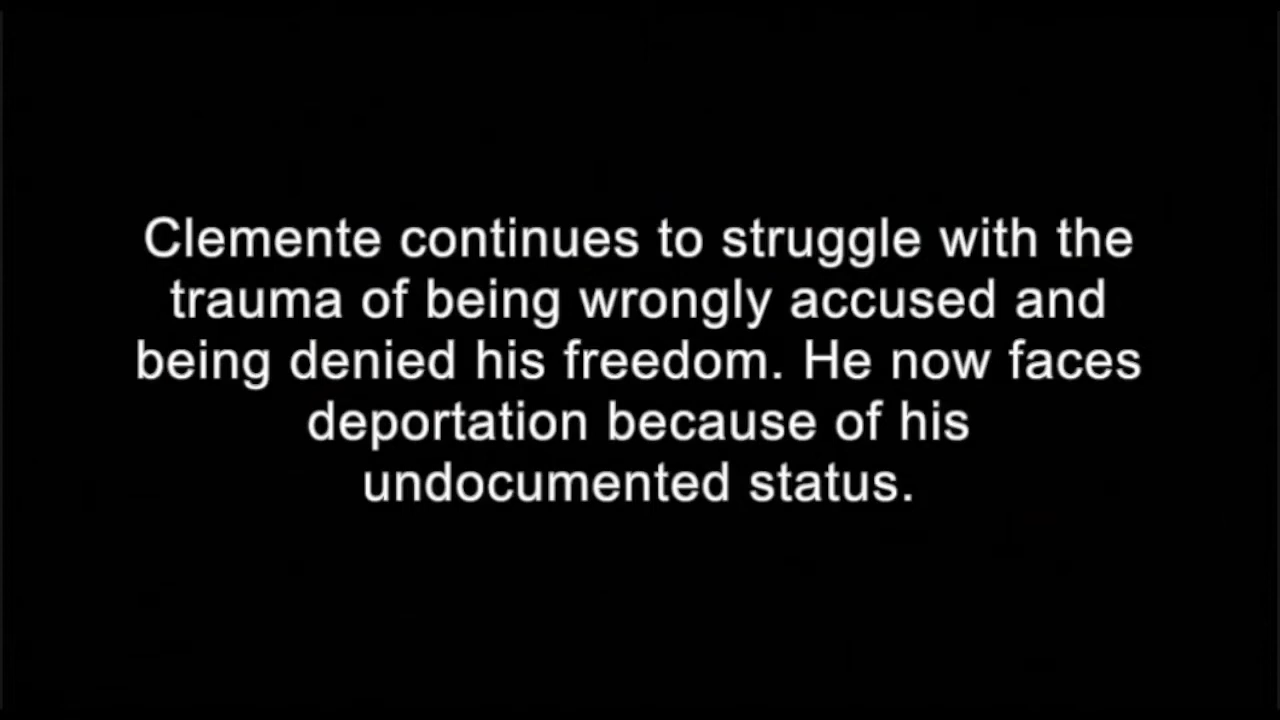 Clemente continues to struggle with the
trauma of being wrongly accused and
being denied his freedom. He now faces
deportation because of his
undocumented status.